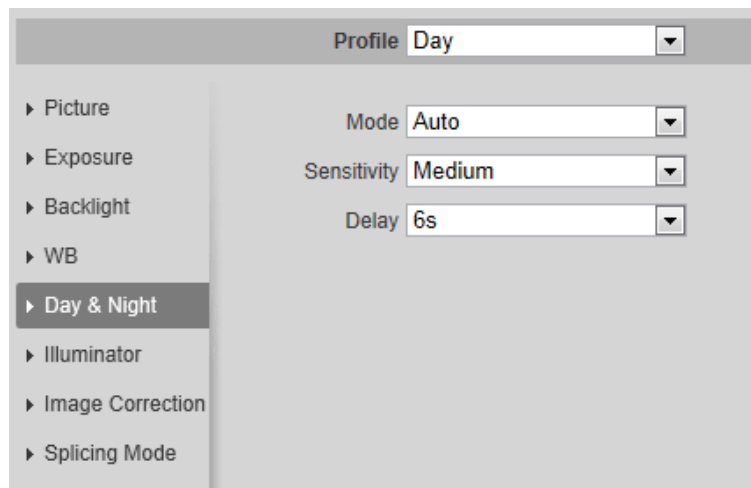 Profile Day
Picture
Exposure
Backlight
WB
Day & Night
Illuminator
Image Correction
Splicing Mode
Mode Auto
Sensitivity Medium
Delay 6s